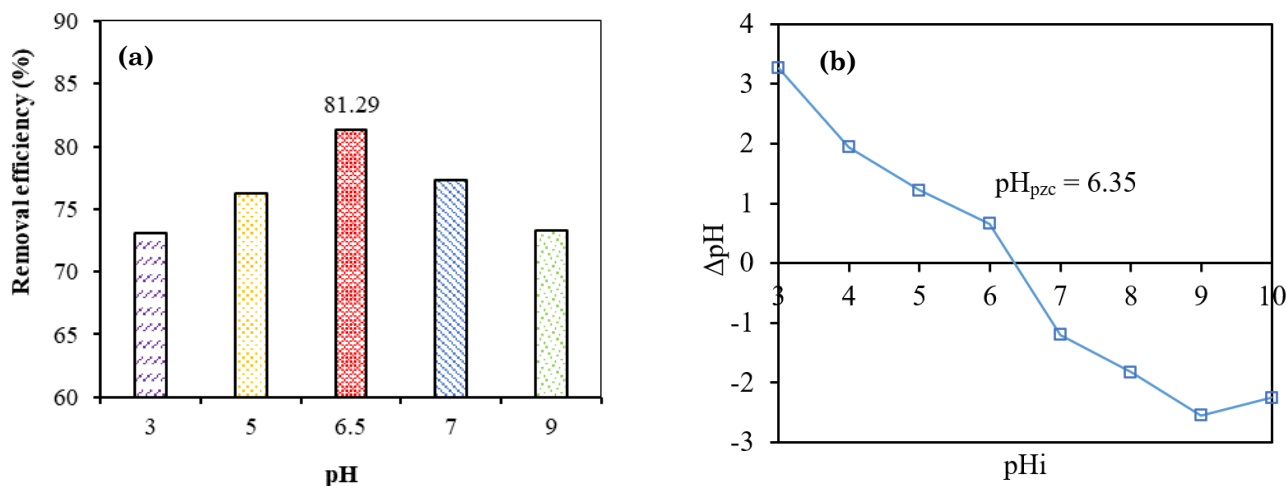 (a)
Removal efficiency (%)
90
85
80
75
70
65
60
81.29
3 5 6.5 7 9
pH
(b)
ΔpH
4
3
2
1
0
-1
-2
-3
pHpzc = 6.35
3 4 5 6 7 8 9 10
pHi